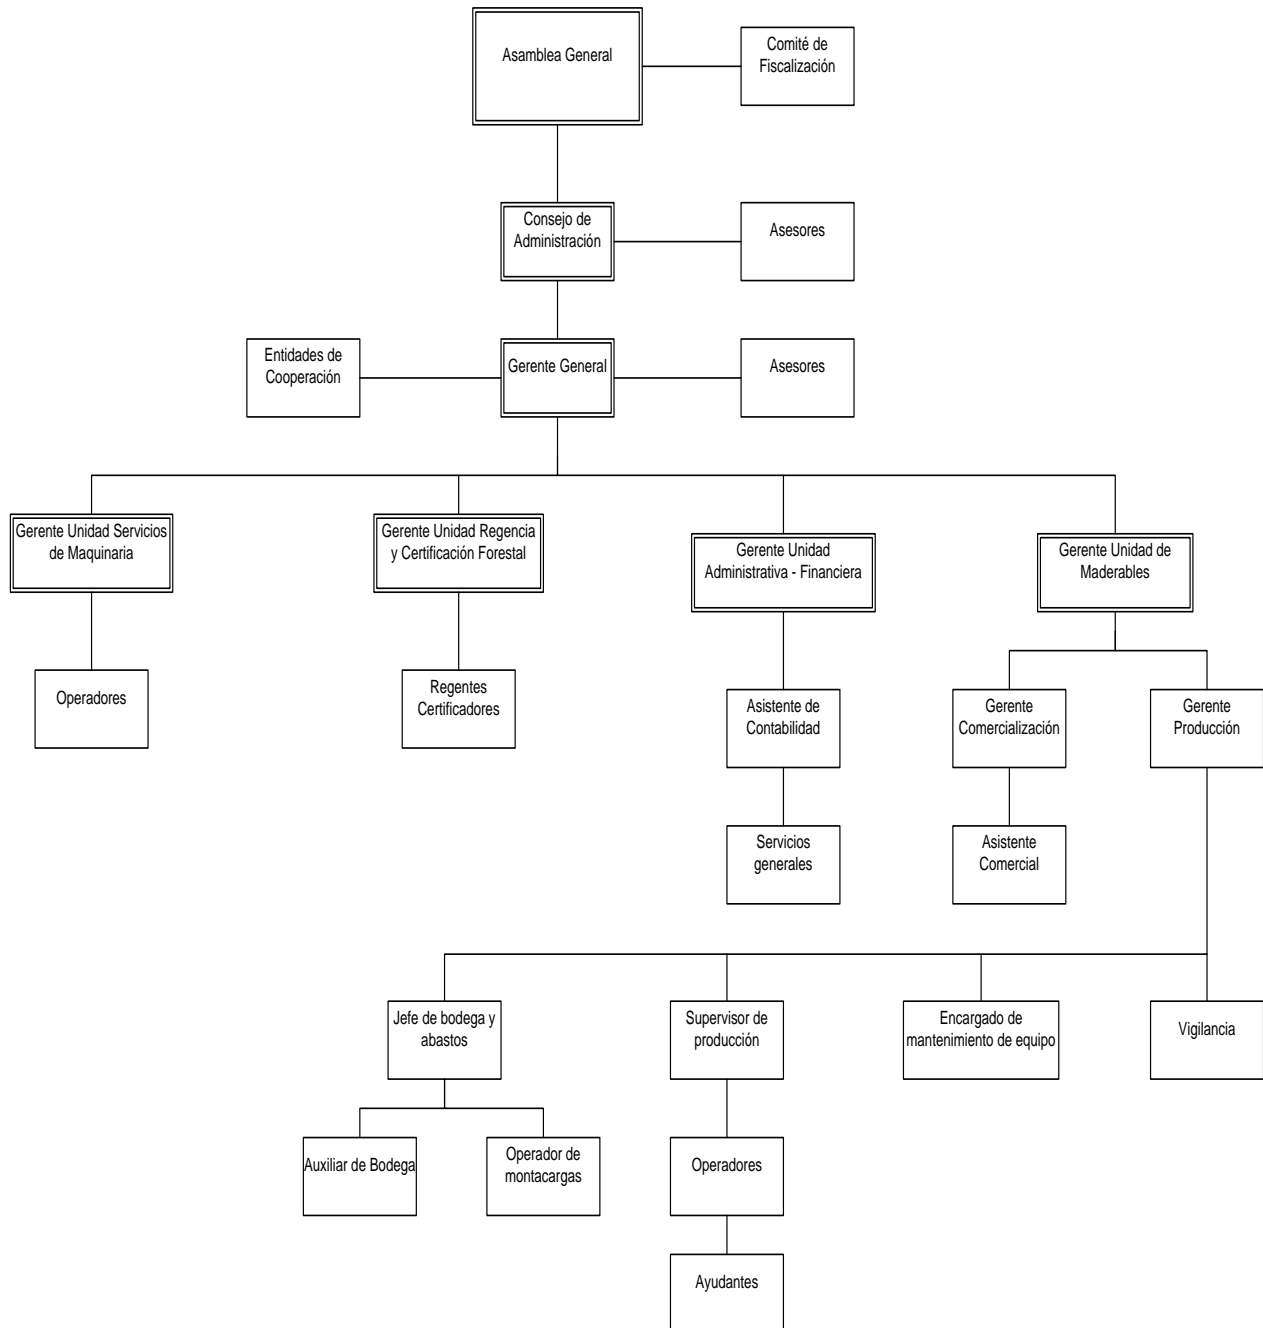 Asamblea General
Comité de
Fiscalización
Consejo de
Administración
Asesores
Entidades de
Cooperación
Gerente General
Asesores
Gerente Unidad Servicios
de Maquinaria
Gerente Unidad Regencia
y Certificación Forestal
Gerente Unidad
Administrativa - Financiera
Gerente Unidad de
Maderables
Operadores
Regentes
Certificadores
Asistente de
Contabilidad
Gerente
Comercialización
Gerente
Producción
Servicios
generales
Asistente
Comercial
Jefe de bodega y
abastos
Supervisor de
producción
Encargado de
mantenimiento de equipo
Vigilancia
Auxiliar de Bodega
Operador de
montacargas
Operadores
Ayudantes